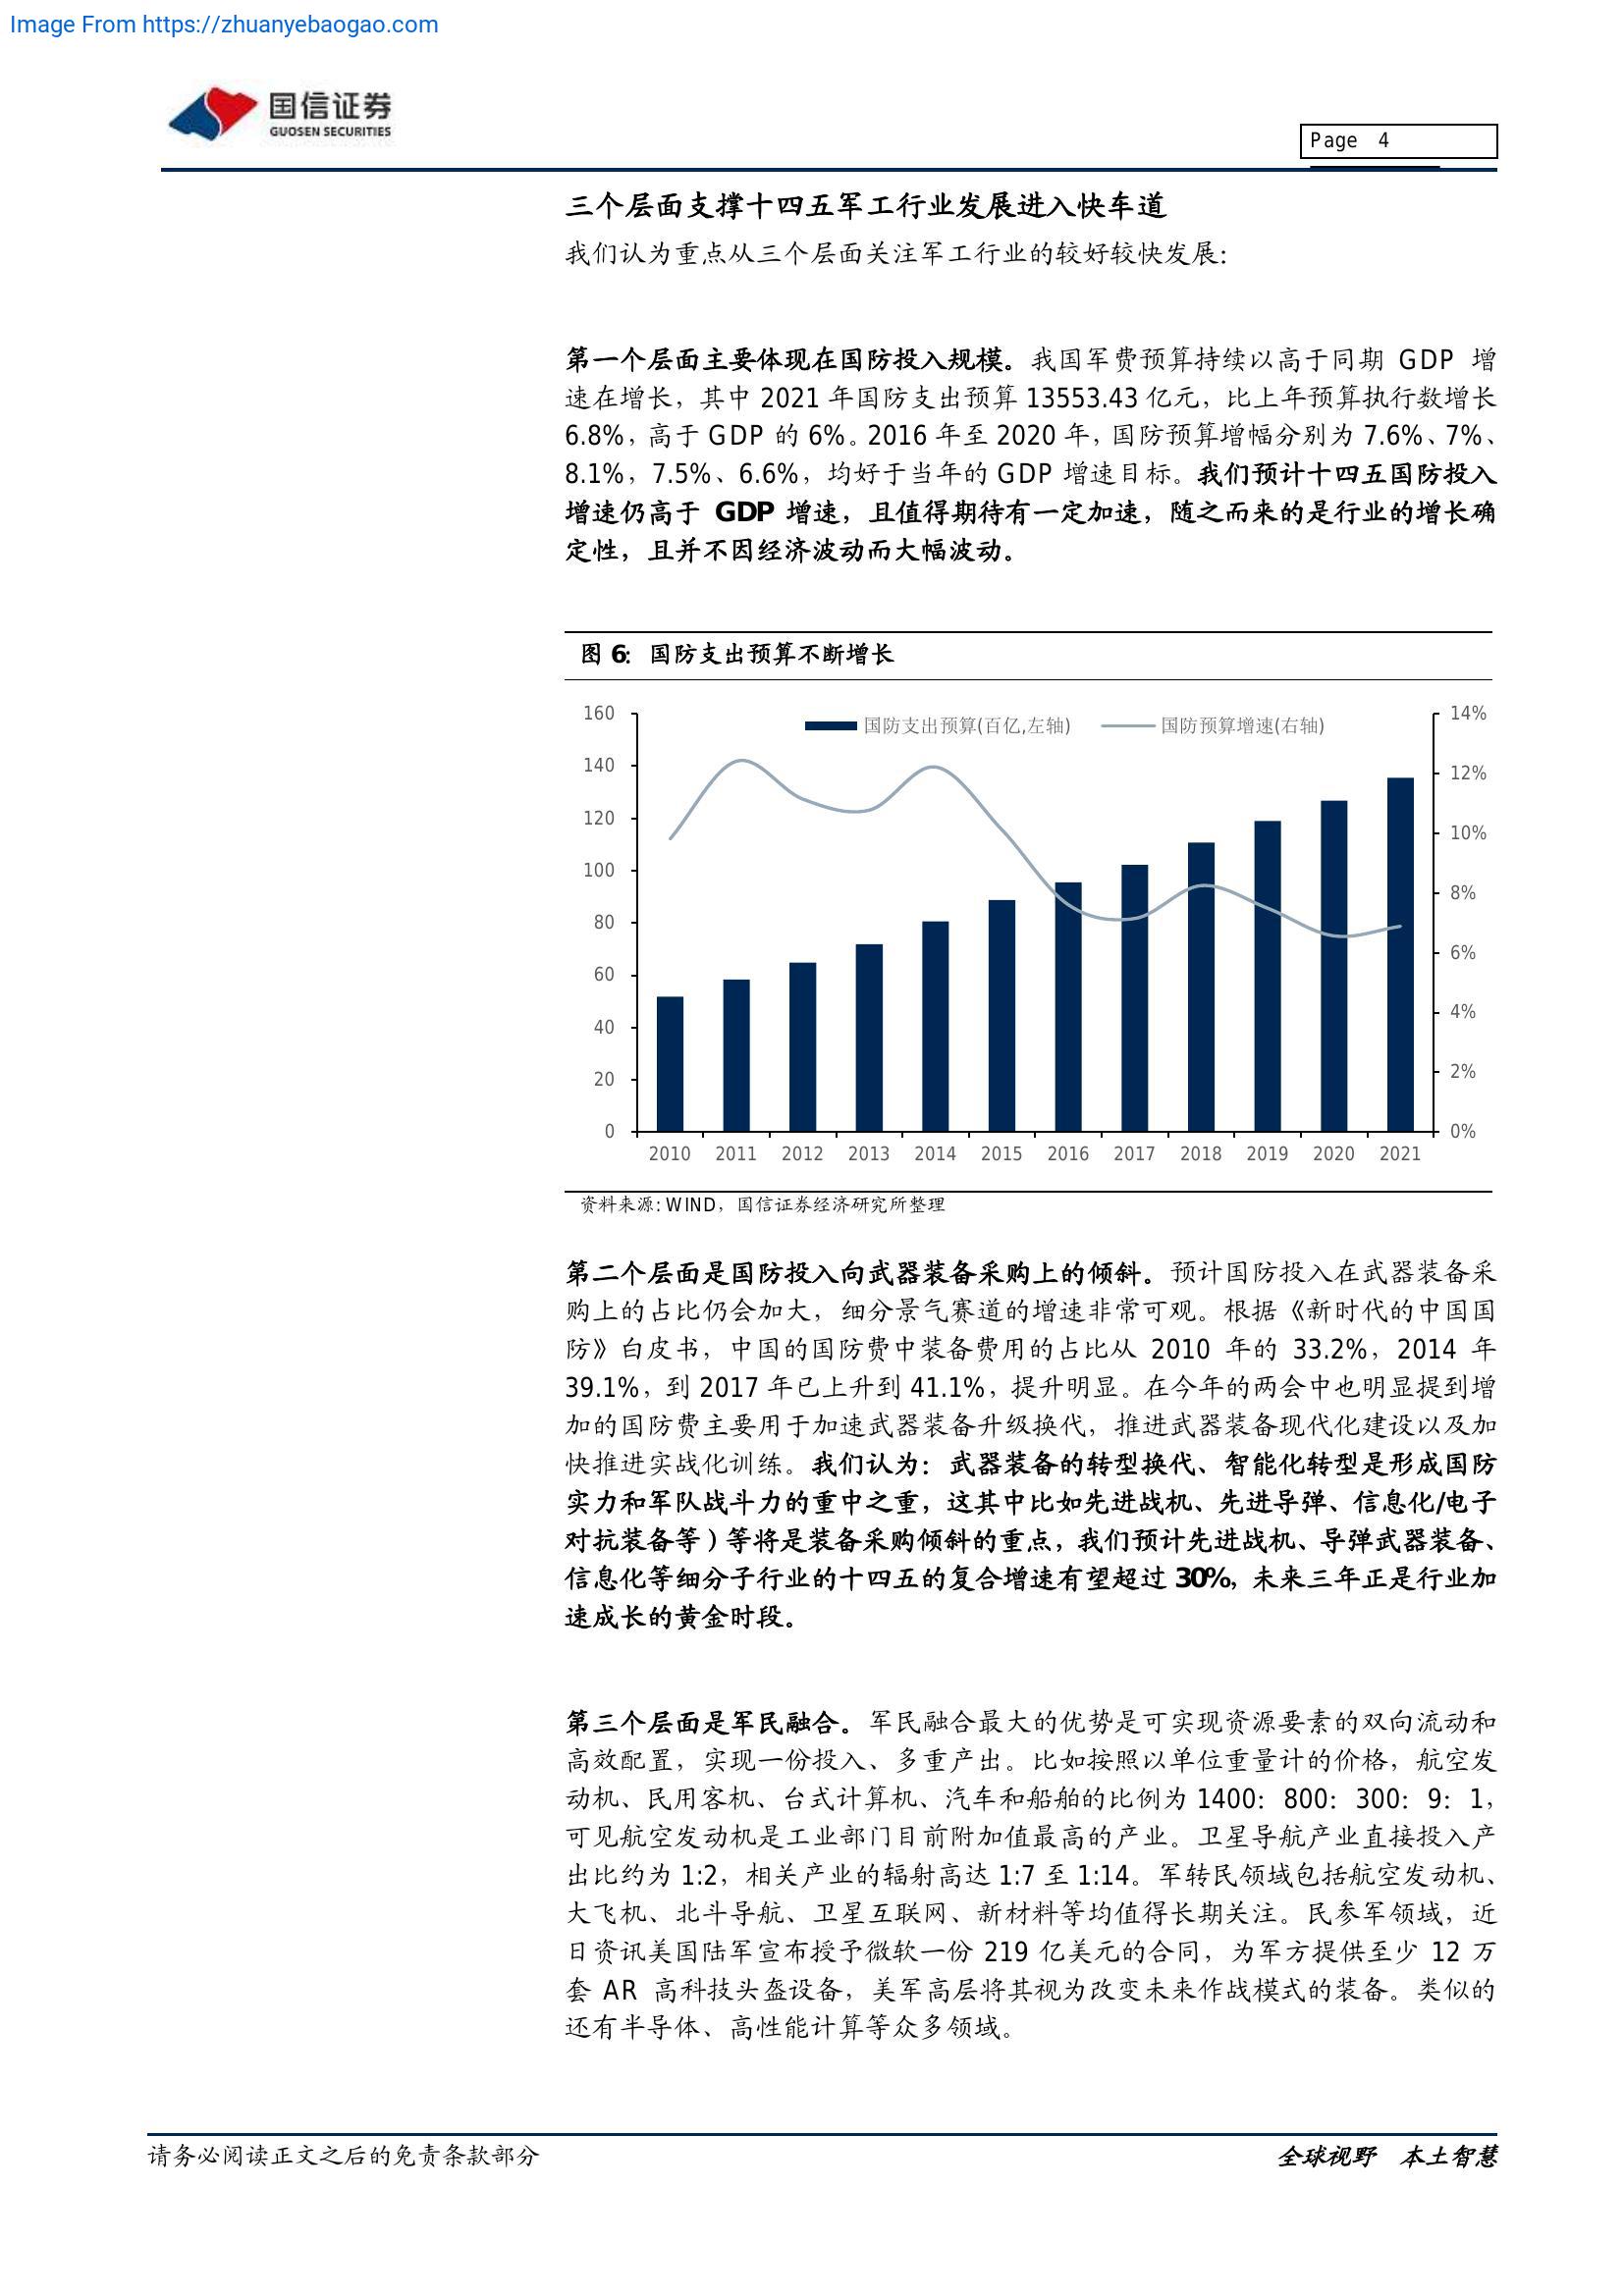 Image From https://zhuanyebaogao.com
国信证券
GUOSEN SECURITIES
Page 4
三个层面支撑十四五军工行业发展进入快车道
我们认为重点从三个层面关注军工行业的较好较快发展：
第一个层面主要体现在国防投入规模。我国军费预算持续以高于同期 GDP 增
速在增长，其中 2021 年国防支出预算 13553.43 亿元，比上年预算执行数增长
6.8%，高于 GDP 的 6%。2016 年至 2020 年，国防预算增幅分别为 7.6%、7%、
8.1%，7.5%、6.6%，均好于当年的 GDP 增速目标。我们预计十四五国防投入
增速仍高于 GDP 增速，且值得期待有一定加速，随之而来的是行业的增长确
定性，且并不因经济波动而大幅波动。
图 6：国防支出预算不断增长
国防支出预算(百亿,左轴) 国防预算增速(右轴)
160 14%
140 12%
120 10%
100 8%
80 6%
60 4%
40 2%
20 0%
0
2010 2011 2012 2013 2014 2015 2016 2017 2018 2019 2020 2021
资料来源: WIND，国信证券经济研究所整理
第二个层面是国防投入向武器装备采购上的倾斜。预计国防投入在武器装备采
购上的占比仍会加大，细分景气赛道的增速非常可观。根据《新时代的中国国
防》白皮书，中国的国防费中装备费用的占比从 2010 年的 33.2%，2014 年
39.1%，到 2017 年已上升到 41.1%，提升明显。在今年的两会中也明显提到增
加的国防费主要用于加速武器装备升级换代，推进武器装备现代化建设以及加
快推进实战化训练。我们认为：武器装备的转型换代、智能化转型是形成国防
实力和军队战斗力的重中之重，这其中比如先进战机、先进导弹、信息化/电子
对抗装备等）等将是装备采购倾斜的重点，我们预计先进战机、导弹武器装备、
信息化等细分子行业的十四五的复合增速有望超过 30%，未来三年正是行业加
速成长的黄金时段。
第三个层面是军民融合。军民融合最大的优势是可实现资源要素的双向流动和
高效配置，实现一份投入、多重产出。比如按照以单位重量计的价格，航空发
动机、民用客机、台式计算机、汽车和船舶的比例为 1400：800：300：9：1，
可见航空发动机是工业部门目前附加值最高的产业。卫星导航产业直接投入产
出比约为 1:2，相关产业的辐射高达 1:7 至 1:14。军转民领域包括航空发动机、
大飞机、北斗导航、卫星互联网、新材料等均值得长期关注。民参军领域，近
日资讯美国陆军宣布授予微软一份 219 亿美元的合同，为军方提供至少 12 万
套 AR 高科技头盔设备，美军高层将其视为改变未来作战模式的装备。类似的
还有半导体、高性能计算等众多领域。
请务必阅读正文之后的免责条款部分
全球视野 本土智慧